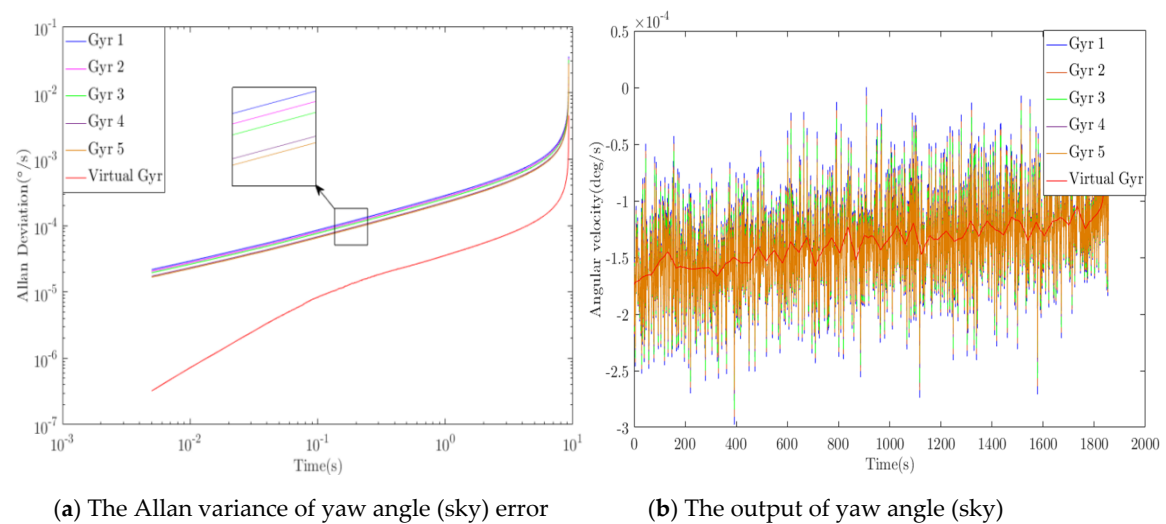 10^-1
10^-2
10^-3
10^-4
10^-5
10^-6
10^-7
Allan Deviation(°/s)
Gyr 1
Gyr 2
Gyr 3
Gyr 4
Gyr 5
Virtual Gyr
10^-3
10^-2
10^-1
10^0
10^1
Time(s)
(a) The Allan variance of yaw angle (sky) error
×10^-4
0.5
0
-0.5
-1
-1.5
-2
-2.5
-3
Angular velocity(deg/s)
Gyr 1
Gyr 2
Gyr 3
Gyr 4
Gyr 5
Virtual Gyr
0 200 400 600 800 1000 1200 1400 1600 1800 2000
Time(s)
(b) The output of yaw angle (sky)